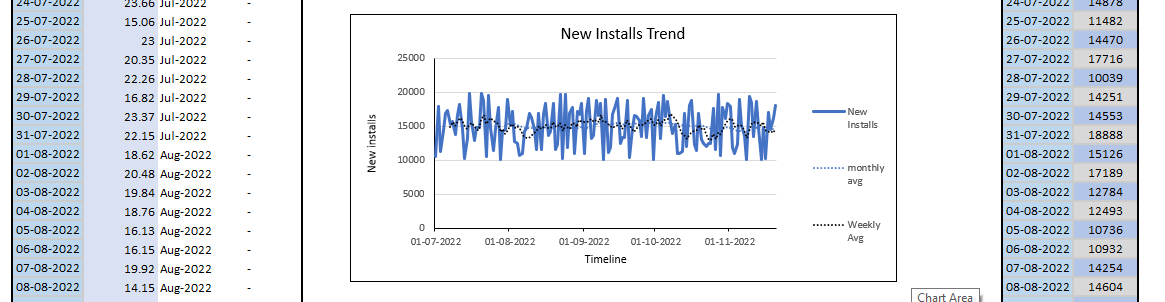 24-07-2022 23.66 Jul-2022 -
25-07-2022 15.06 Jul-2022 -
26-07-2022 23 Jul-2022 -
27-07-2022 20.35 Jul-2022 -
28-07-2022 22.26 Jul-2022 -
29-07-2022 16.82 Jul-2022 -
30-07-2022 23.37 Jul-2022 -
31-07-2022 22.15 Jul-2022 -
01-08-2022 18.62 Aug-2022 -
02-08-2022 20.48 Aug-2022 -
03-08-2022 19.84 Aug-2022 -
04-08-2022 18.76 Aug-2022 -
05-08-2022 16.13 Aug-2022 -
06-08-2022 16.15 Aug-2022 -
07-08-2022 19.92 Aug-2022 -
08-08-2022 14.15 Aug-2022 -
New Installs Trend
New installs
25000
20000
15000
10000
5000
0
01-07-2022 01-08-2022 01-09-2022 01-10-2022 01-11-2022
Timeline
New
Installs
monthly
avg
Weekly
Avg
Chart Area
24-07-2022 14878
25-07-2022 11482
26-07-2022 14470
27-07-2022 17716
28-07-2022 10039
29-07-2022 14251
30-07-2022 14553
31-07-2022 18888
01-08-2022 15126
02-08-2022 17189
03-08-2022 12784
04-08-2022 12493
05-08-2022 10736
06-08-2022 10932
07-08-2022 14254
08-08-2022 14604